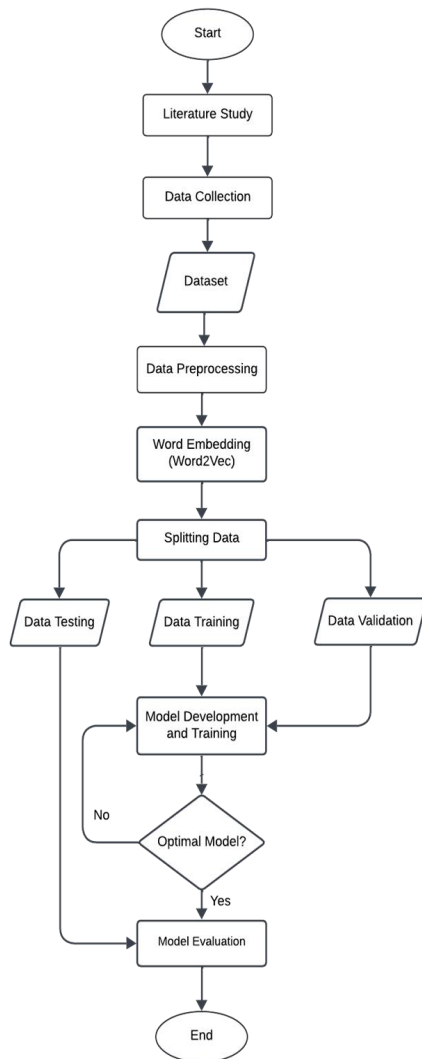 Start
Literature Study
Data Collection
Dataset
Data Preprocessing
Word Embedding
(Word2Vec)
Splitting Data
Data Testing
Data Training
Data Validation
Model Development
and Training
No
Optimal Model?
Yes
Model Evaluation
End